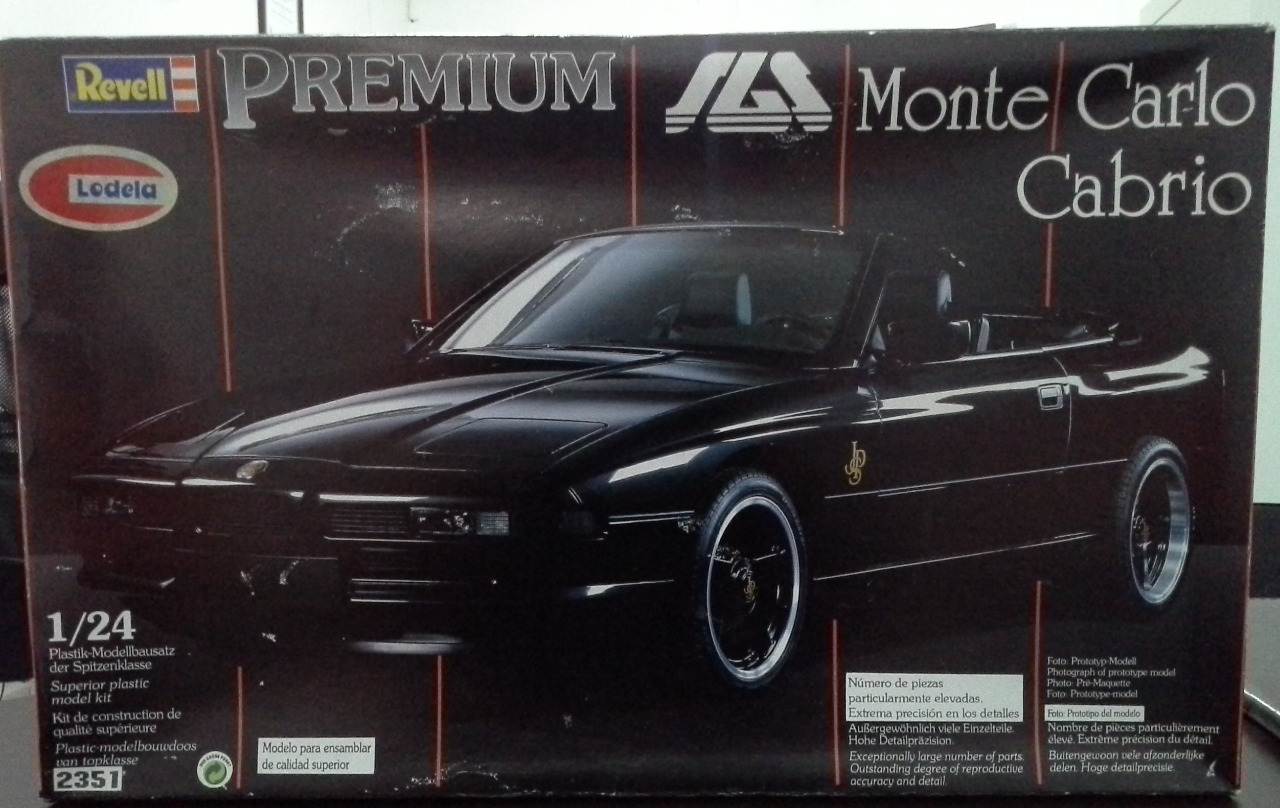 Revell
PREMIUM
SGS
Monte Carlo
Cabrio
Lodela
JPS
JPS
1/24
Plastik-Modellbausatz
der Spitzenklasse
Superior plastic
model kit
Kit de construction de
qualité supérieure
Plastic-modelbouwdoos
van topklasse
2351
Modelo para ensamblar
de calidad superior
Número de piezas
particularmente elevadas.
Extrema precisión en los detalles
Außergewöhnlich viele Einzelteile.
Hohe Detailpräzision.
Exceptionally large number of parts.
Outstanding degree of reproductive
accuracy and detail.
Foto: Prototyp-Modell
Photograph of prototype model
Photo: Pré-Maquette
Foto: Prototype-model
Foto: Prototipo del modelo
Nombre de pièces particulièrement
élevé. Extrême précision du détail.
Buitengewoon vele afzonderlijke
delen. Hoge detailprecisie.